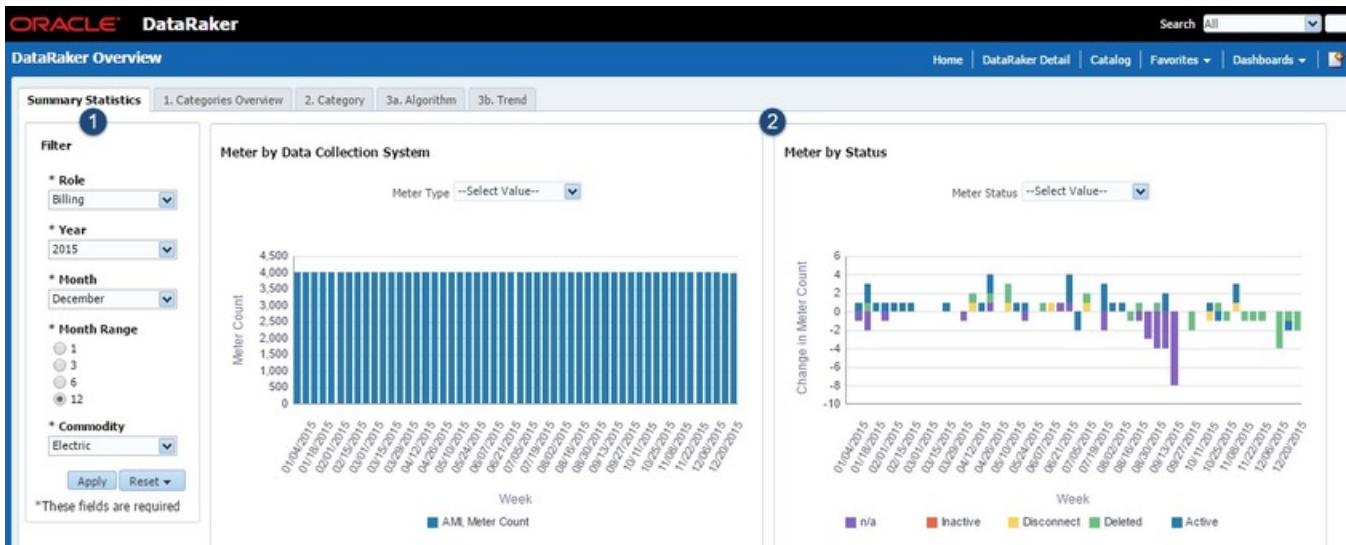 ORACLE DataRaker
Search All
DataRaker Overview
Home DataRaker Detail Catalog Favorites Dashboards
Summary Statistics 1. Categories Overview 2. Category 3a. Algorithm 3b. Trend
1
2
Filter
* Role
Billing
* Year
2015
* Month
December
* Month Range
1
3
6
12
* Commodity
Electric
Apply Reset
*These fields are required
Meter by Data Collection System
Meter Type --Select Value--
Meter Count
4,500
4,000
3,500
3,000
2,500
2,000
1,500
1,000
500
0
01/04/2015 01/18/2015 02/01/2015 02/15/2015 03/01/2015 03/15/2015 03/29/2015 04/12/2015 04/26/2015 05/10/2015 05/24/2015 06/07/2015 06/21/2015 07/05/2015 07/19/2015 08/02/2015 08/16/2015 08/30/2015 09/13/2015 09/27/2015 10/11/2015 10/25/2015 11/08/2015 11/22/2015 12/06/2015 12/20/2015
Week
AMI, Meter Count
Meter by Status
Meter Status --Select Value--
Change in Meter Count
6
4
2
0
-2
-4
-6
-8
-10
01/04/2015 01/18/2015 02/01/2015 02/15/2015 03/01/2015 03/15/2015 03/29/2015 04/12/2015 04/26/2015 05/10/2015 05/24/2015 06/07/2015 06/21/2015 07/05/2015 07/19/2015 08/02/2015 08/16/2015 08/30/2015 09/13/2015 09/27/2015 10/11/2015 10/25/2015 11/08/2015 11/22/2015 12/06/2015 12/20/2015
Week
n/a Inactive Disconnect Deleted Active